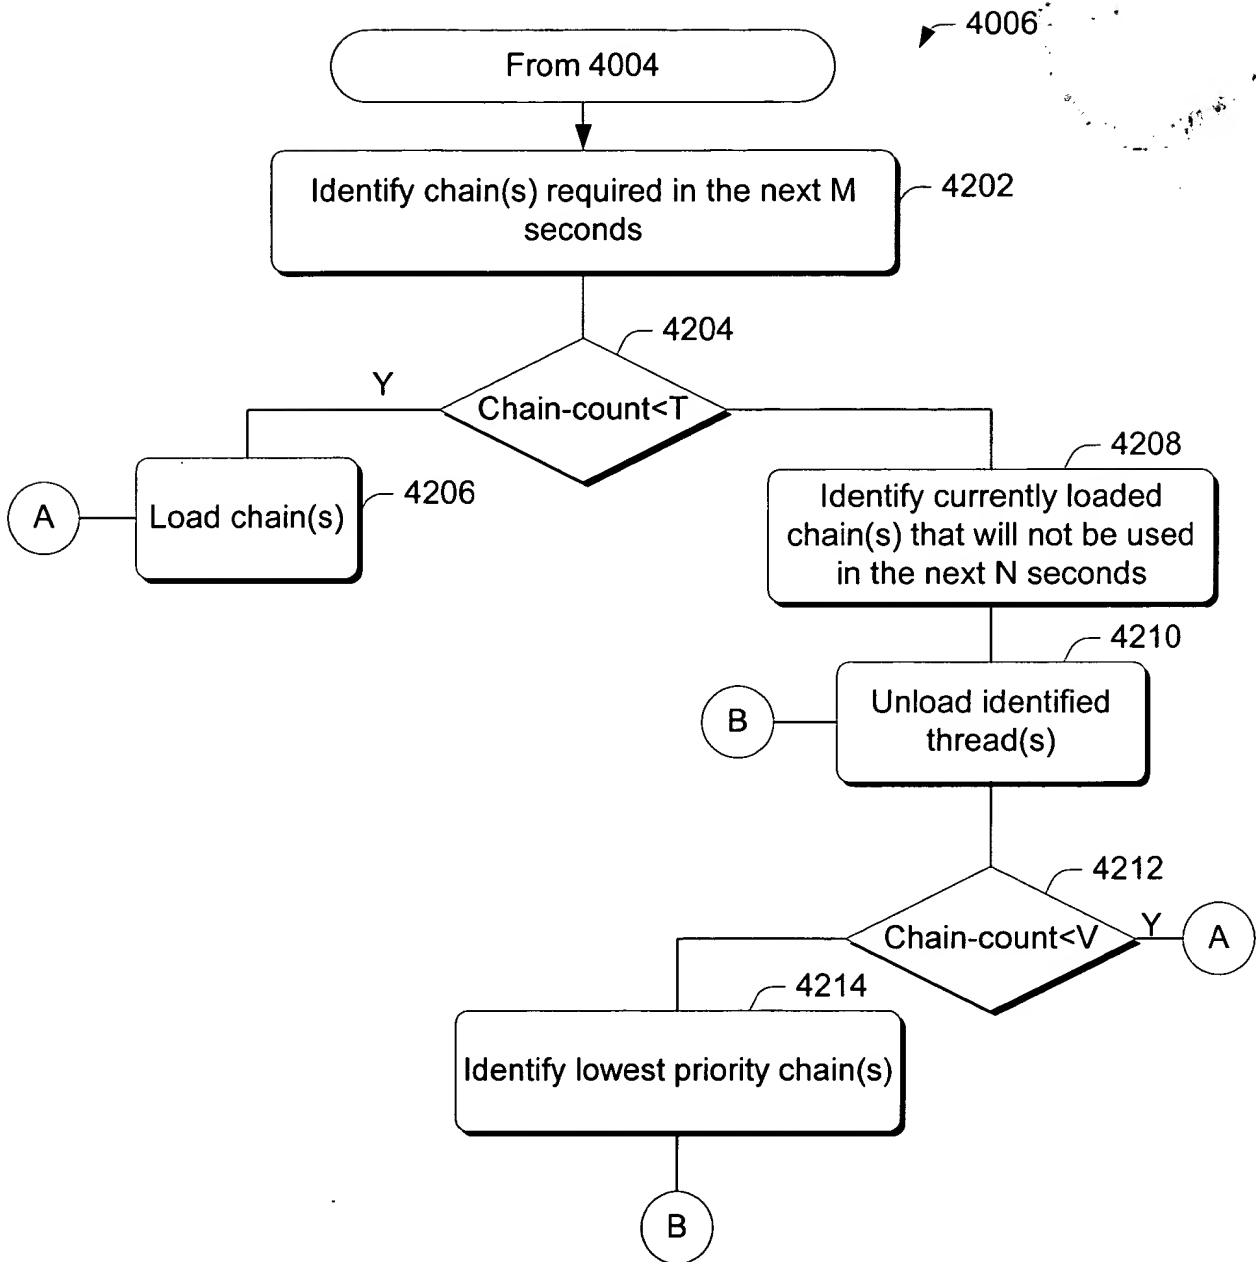 4006
From 4004
Identify chain(s) required in the next M
seconds
4202
4204
Y
Chain-count<T
4206
A
Load chain(s)
4208
Identify currently loaded
chain(s) that will not be used
in the next N seconds
4210
B
Unload identified
thread(s)
4212
Chain-count<V
Y
A
4214
Identify lowest priority chain(s)
B